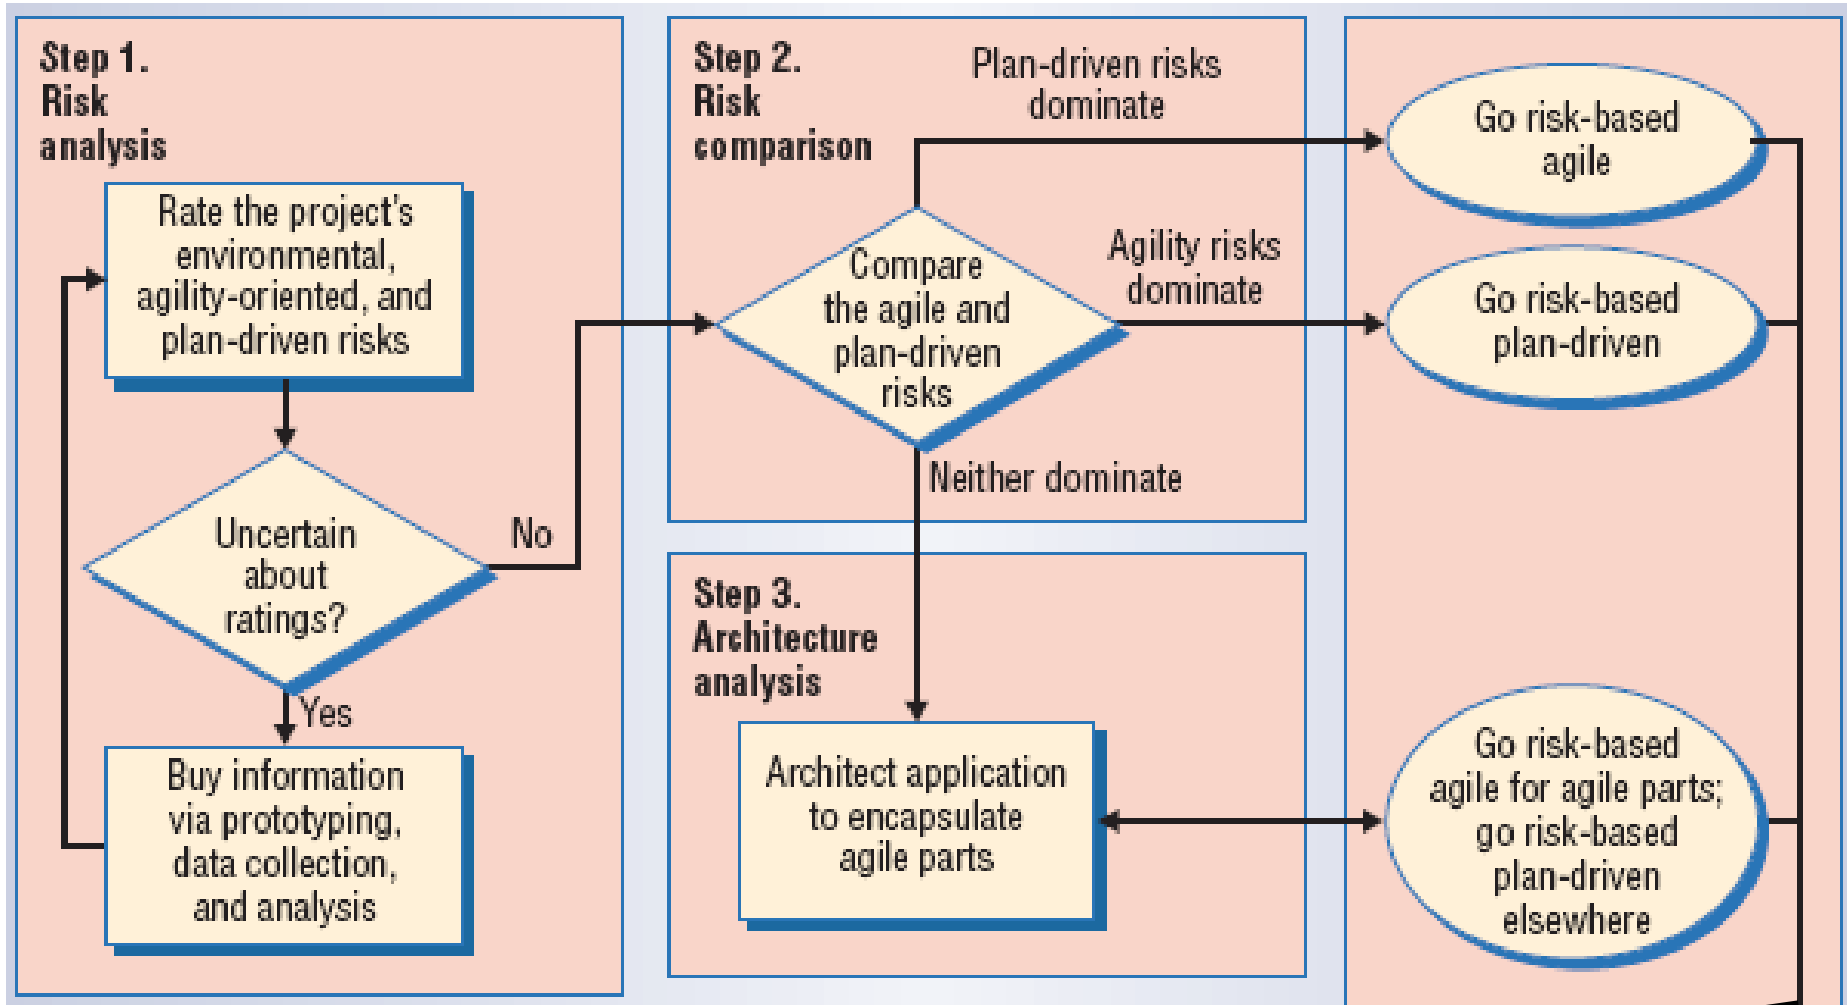 Step 1.
Risk
analysis
Rate the project's
environmental,
agility-oriented, and
plan-driven risks
Uncertain
about
ratings?
No
Yes
Buy information
via prototyping,
data collection,
and analysis
Step 2.
Risk
comparison
Plan-driven risks
dominate
Compare
the agile and
plan-driven
risks
Agility risks
dominate
Neither dominate
Step 3.
Architecture
analysis
Architect application
to encapsulate
agile parts
Go risk-based
agile
Go risk-based
plan-driven
Go risk-based
agile for agile parts;
go risk-based
plan-driven
elsewhere